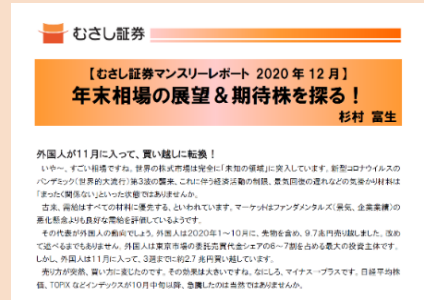 むさし証券
【むさし証券マンスリーレポート 2020 年 12 月】
年末相場の展望＆期待株を探る！
杉村 富生
外国人が11月に入って、買い越しに転換！
いや〜、すごい相場ですね。世界の株式市場は完全に「未知の領域」に突入しています。新型コロナウイルスの
パンデミック（世界的大流行）第3波の襲来、これに伴う経済活動の制限、景気回復の遅れなどの気掛かり材料は
「まったく関係ない」といった状態ではありませんか。
古来、需給はすべての材料に優先する、といわれています。マーケットはファンダメンタルズ（景気、企業業績）の
悪化懸念よりも良好な需給を評価しているようです。
その代表が外国人の動向でしょう。外国人は2020年1〜10月に、先物を含め、9.7兆円売り越しました。改め
て述べるまでもありません。外国人は東京市場の委託売買代金シェアの6〜7割を占める最大の投資主体です。
しかし、外国人は11月に入って、3週までに約2.7 兆円買い越しています。
売り方が突然、買い方に変じたのです。その効果は大きいですね。なにしろ、マイナス→プラスです。日経平均株
価、TOPIX などインデックスが10月中旬以降、急騰したのは当然ではありませんか。